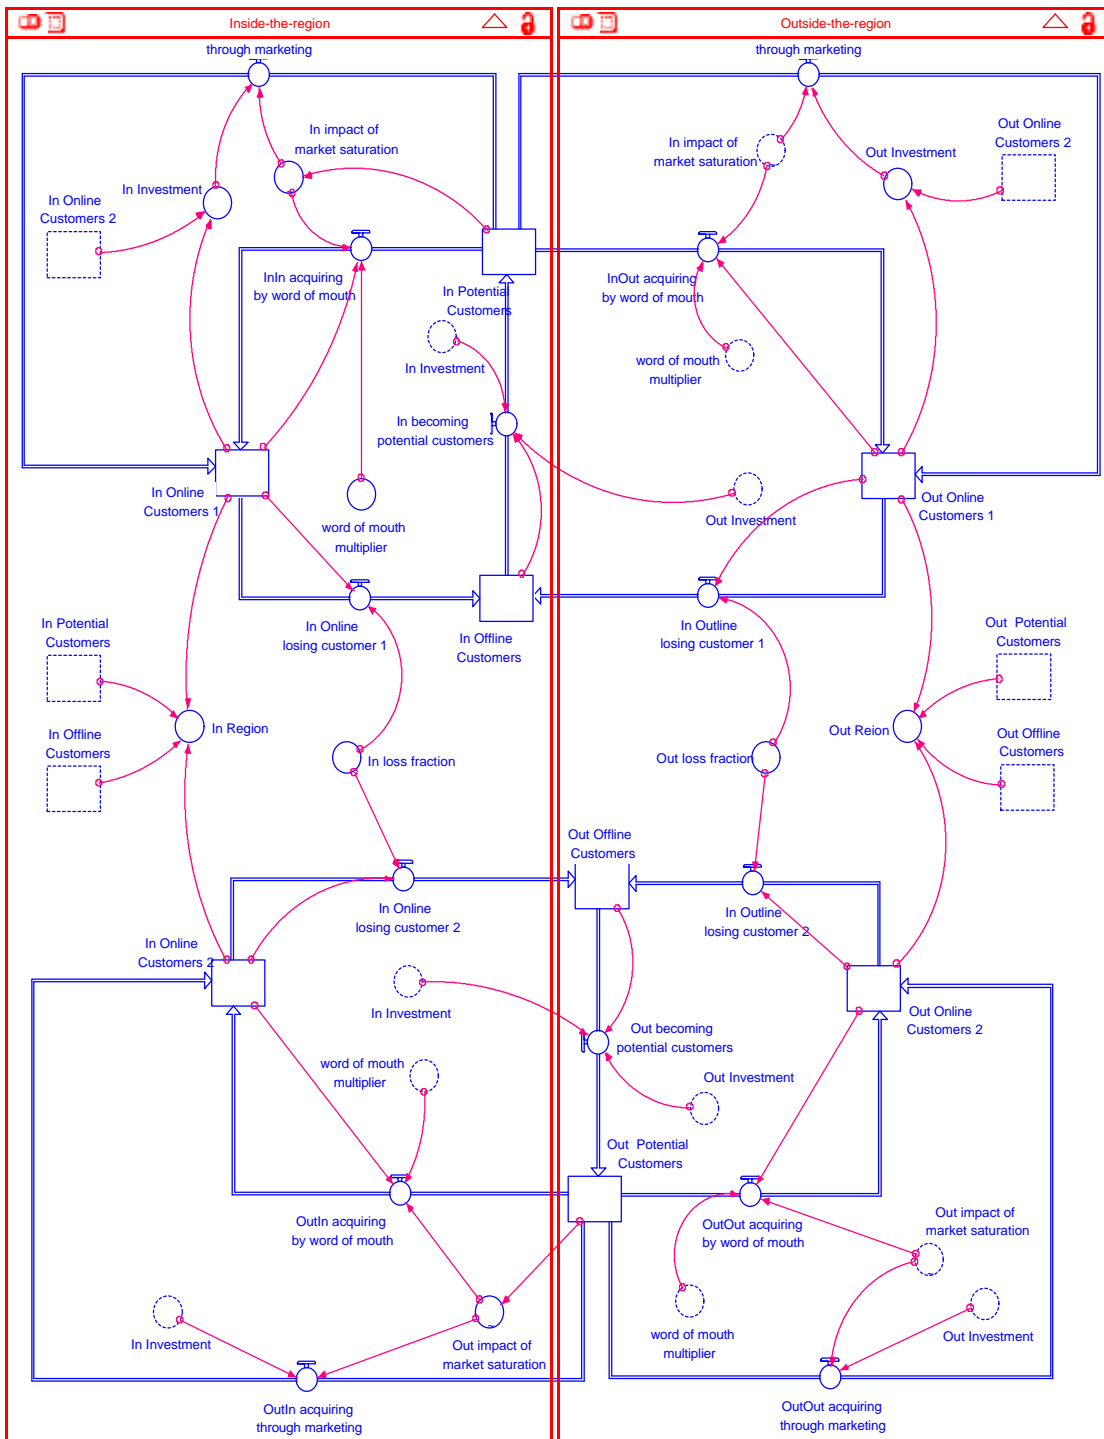 Inside-the-region
Outside-the-region
through marketing
through marketing
In impact of
market saturation
In Investment
In Online
Customers 2
In impact of
market saturation
Out Investment
Out Online
Customers 2
InIn acquiring
by word of mouth
In Potential
Customers
InOut acquiring
by word of mouth
In Investment
word of mouth
multiplier
In becoming
potential customers
In Online
Customers 1
word of mouth
multiplier
Out Investment
Out Online
Customers 1
In Online
losing customer 1
In Offline
Customers
In Outline
losing customer 1
In Potential
Customers
Out  Potential
Customers
In Region
Out Reion
In Offline
Customers
In loss fraction
Out loss fraction
Out Offline
Customers
Out Offline
Customers
In Online
losing customer 2
In Outline
losing customer 2
In Online
Customers 2
In Investment
Out becoming
potential customers
Out Online
Customers 2
word of mouth
multiplier
Out Investment
Out  Potential
Customers
OutIn acquiring
by word of mouth
OutOut acquiring
by word of mouth
Out impact of
market saturation
In Investment
Out impact of
market saturation
word of mouth
multiplier
Out Investment
OutIn acquiring
through marketing
OutOut acquiring
through marketing